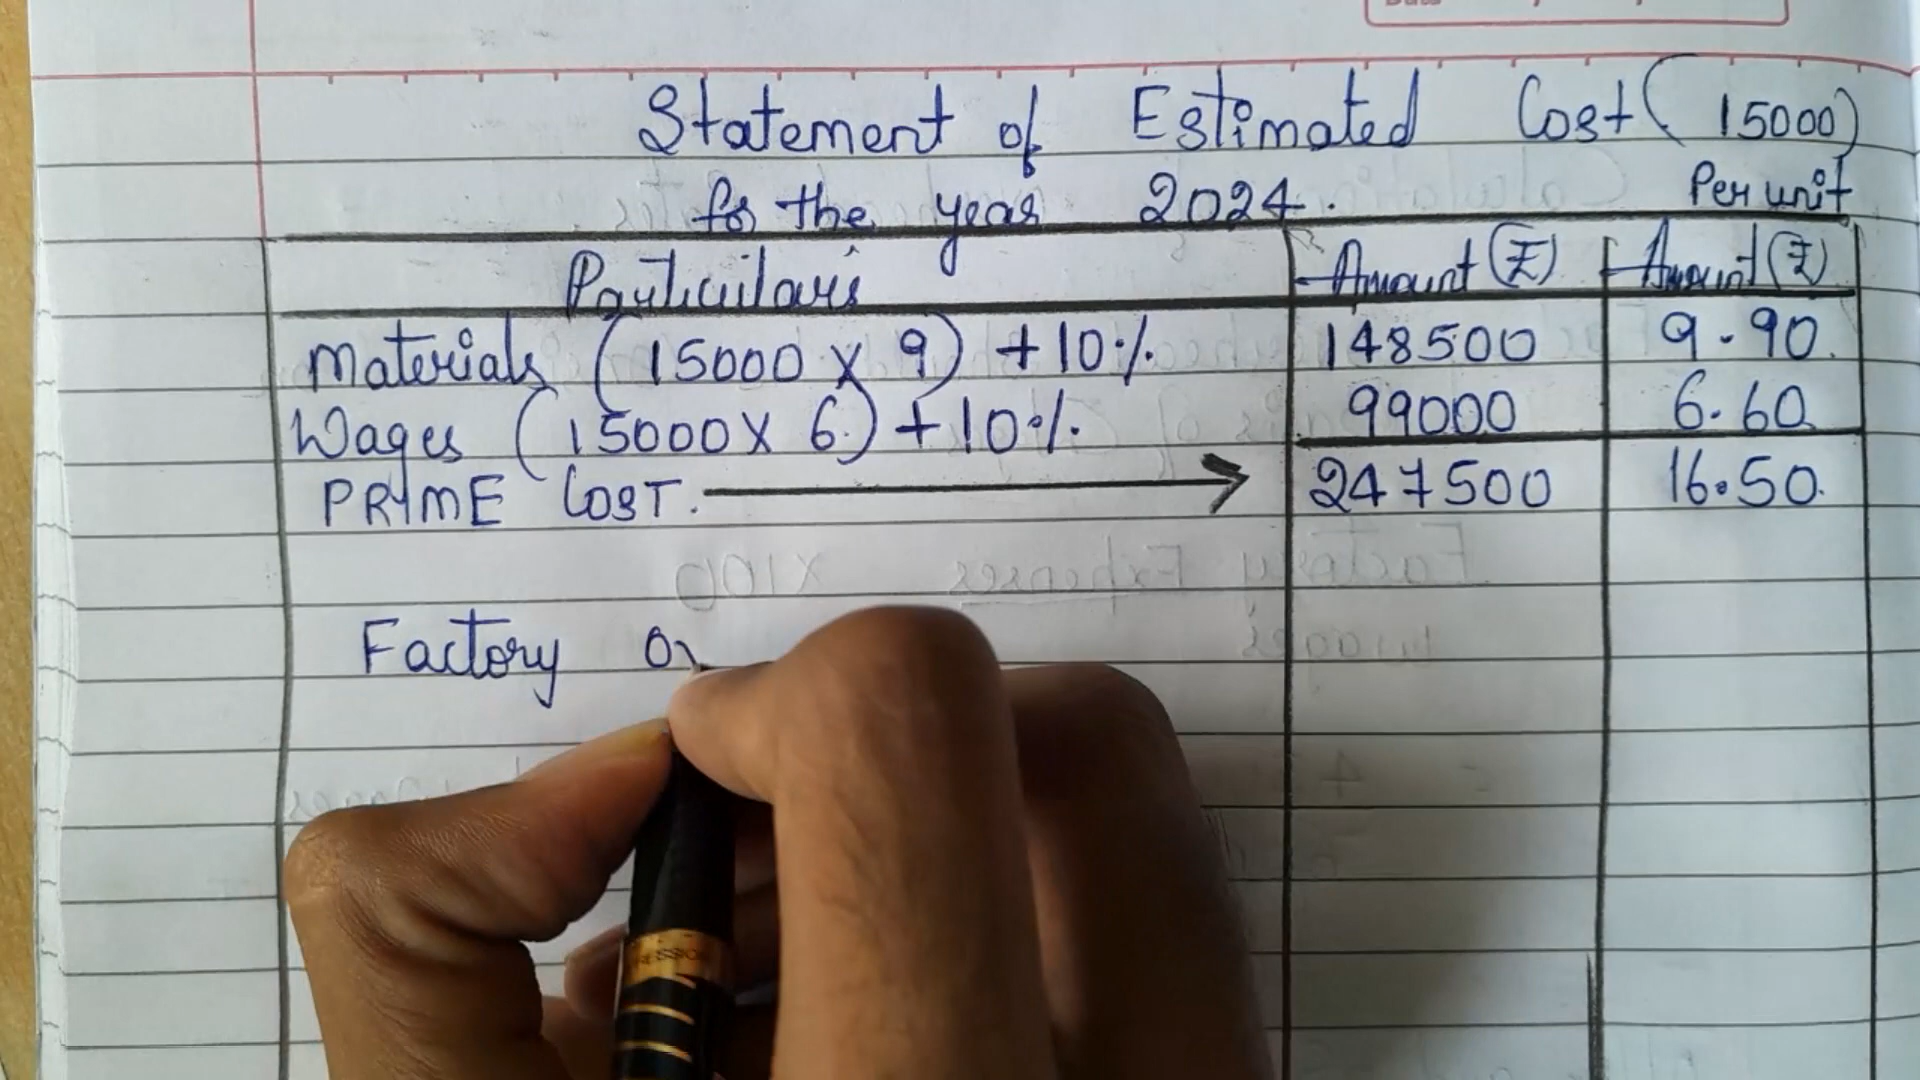 Statement of Estimated Cost (15000)
for the year 2024.
Per unit
Particulars Amount (₹) Amount (₹)
Materials (15000 X 9) +10% 148500 9.90
Wages (15000 X 6) +10% 99000 6.60
PRIME COST. 247500 16.50
Factory Ov